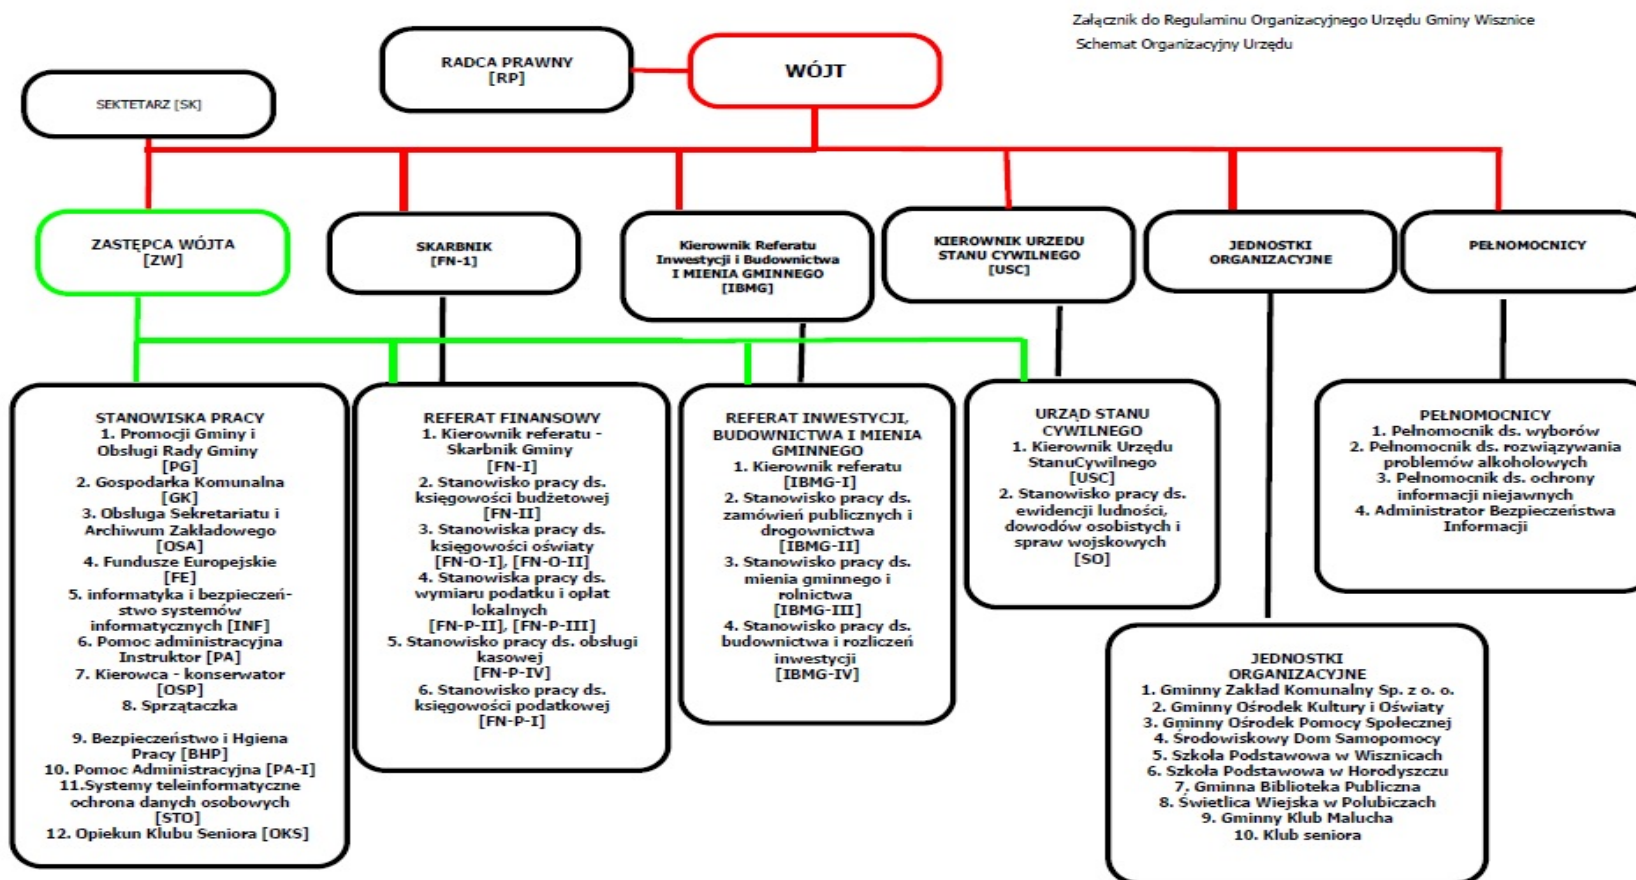 Załącznik do Regulaminu Organizacyjnego Urzędu Gminy Wisznice
Schemat Organizacyjny Urzędu
RADCA PRAWNY
[RP]
WÓJT
SEKTETARZ [SK]
ZASTĘPCA WÓJTA
[ZW]
SKARBNIK
[FN-1]
Kierownik Referatu
Inwestycji i Budownictwa
I MIENIA GMINNEGO
[IBMG]
KIEROWNIK URZEDU
STANU CYWILNEGO
[USC]
JEDNOSTKI
ORGANIZACYJNE
PEŁNOMOCNICY
STANOWISKA PRACY
1. Promocji Gminy i
Obsługi Rady Gminy
[PG]
2. Gospodarka Komunalna
[GK]
3. Obsługa Sekretariatu i
Archiwum Zakładowego
[OSA]
4. Fundusze Europejskie
[FE]
5. informatyka i bezpieczeń-
stwo systemów
informatycznych [INF]
6. Pomoc administracyjna
Instruktor [PA]
7. Kierowca - konserwator
[OSP]
8. Sprzątaczka
9. Bezpieczeństwo i Hgiena
Pracy [BHP]
10. Pomoc Administracyjna [PA-I]
11.Systemy teleinformatyczne
ochrona danych osobowych
[STO]
12. Opiekun Klubu Seniora [OKS]
REFERAT FINANSOWY
1. Kierownik referatu -
Skarbnik Gminy
[FN-I]
2. Stanowisko pracy ds.
księgowości budżetowej
[FN-II]
3. Stanowiska pracy ds.
księgowości oświaty
[FN-O-I], [FN-O-II]
4. Stanowiska pracy ds.
wymiaru podatku i opłat
lokalnych
[FN-P-II], [FN-P-III]
5. Stanowisko pracy ds. obsługi
kasowej
[FN-P-IV]
6. Stanowisko pracy ds.
księgowości podatkowej
[FN-P-I]
REFERAT INWESTYCJI,
BUDOWNICTWA I MIENIA
GMINNEGO
1. Kierownik referatu
[IBMG-I]
2. Stanowisko pracy ds.
zamówień publicznych i
drogownictwa
[IBMG-II]
3. Stanowisko pracy ds.
mienia gminnego i
rolnictwa
[IBMG-III]
4. Stanowisko pracy ds.
budownictwa i rozliczeń
inwestycji
[IBMG-IV]
URZĄD STANU
CYWILNEGO
1. Kierownik Urzędu
StanuCywilnego
[USC]
2. Stanowisko pracy ds.
ewidencji ludności,
dowodów osobistych i
spraw wojskowych
[SO]
PEŁNOMOCNICY
1. Pełnomocnik ds. wyborów
2. Pełnomocnik ds. rozwiązywania
problemów alkoholowych
3. Pełnomocnik ds. ochrony
informacji niejawnych
4. Administrator Bezpieczeństwa
Informacji
JEDNOSTKI
ORGANIZACYJNE
1. Gminny Zakład Komunalny Sp. z o. o.
2. Gminny Ośrodek Kultury i Oświaty
3. Gminny Ośrodek Pomocy Społecznej
4. Środowiskowy Dom Samopomocy
5. Szkoła Podstawowa w Wisznicach
6. Szkoła Podstawowa w Horodyszczu
7. Gminna Biblioteka Publiczna
8. Świetlica Wiejska w Polubiczach
9. Gminny Klub Malucha
10. Klub seniora